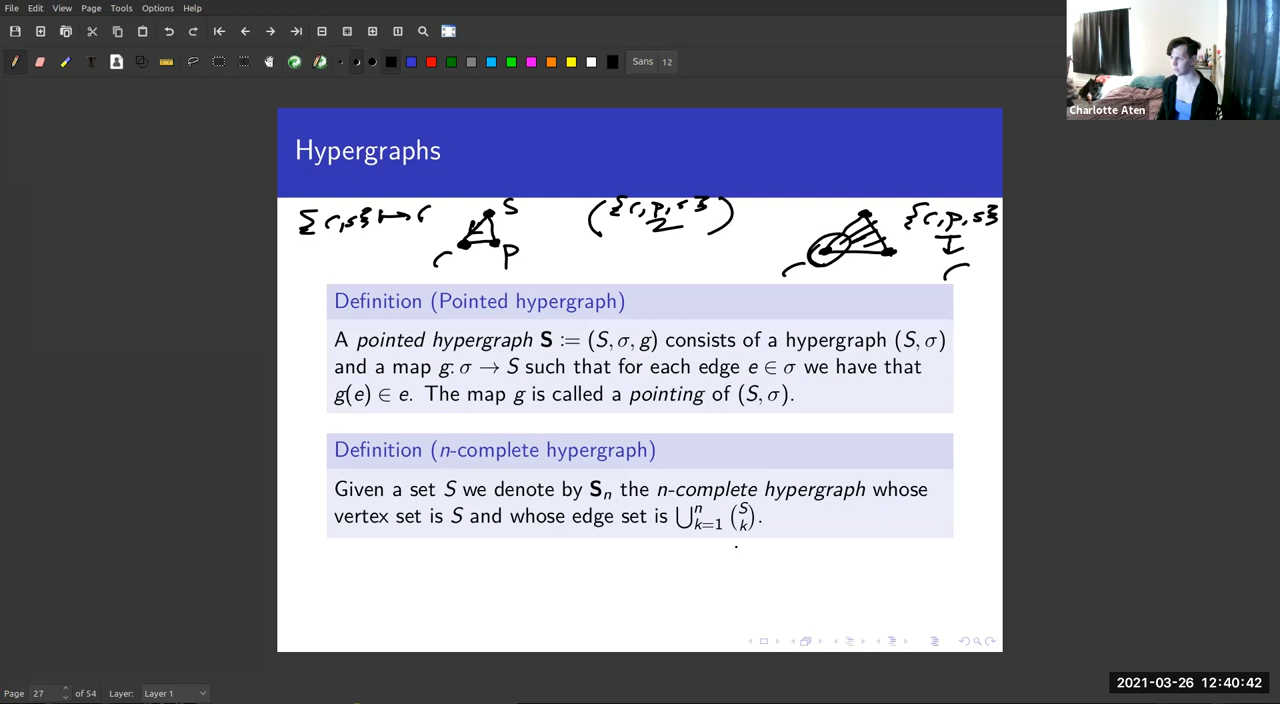 File Edit View Page Tools Options Help
Sans 12
Charlotte Aten
Hypergraphs
{r,s} ↦ r
S
P
r
({r,p,s} 2)
r
{r,p,s}
↧
r
Definition (Pointed hypergraph)
A pointed hypergraph S := (S, σ, g) consists of a hypergraph (S, σ)
and a map g: σ → S such that for each edge e ∈ σ we have that
g(e) ∈ e. The map g is called a pointing of (S, σ).
Definition (n-complete hypergraph)
Given a set S we denote by Sₙ the n-complete hypergraph whose
vertex set is S and whose edge set is ⋃ₖ₌₁ⁿ (S k).
2021-03-26 12:40:42
Page 27 of 54 Layer: Layer 1